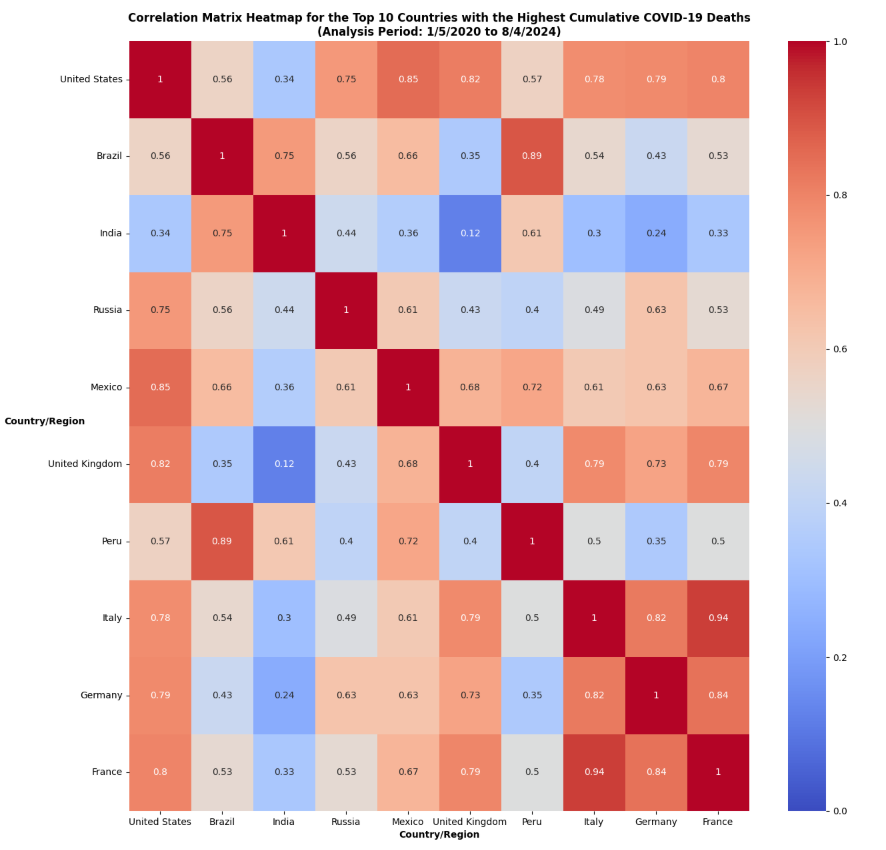 Correlation Matrix Heatmap for the Top 10 Countries with the Highest Cumulative COVID-19 Deaths
(Analysis Period: 1/5/2020 to 8/4/2024)
United States 1 0.56 0.34 0.75 0.85 0.82 0.57 0.78 0.79 0.8
Brazil 0.56 1 0.75 0.56 0.66 0.35 0.89 0.54 0.43 0.53
India 0.34 0.75 1 0.44 0.36 0.12 0.61 0.3 0.24 0.33
Russia 0.75 0.56 0.44 1 0.61 0.43 0.4 0.49 0.63 0.53
Mexico 0.85 0.66 0.36 0.61 1 0.68 0.72 0.61 0.63 0.67
Country/Region
United Kingdom 0.82 0.35 0.12 0.43 0.68 1 0.4 0.79 0.73 0.79
Peru 0.57 0.89 0.61 0.4 0.72 0.4 1 0.5 0.35 0.5
Italy 0.78 0.54 0.3 0.49 0.61 0.79 0.5 1 0.82 0.94
Germany 0.79 0.43 0.24 0.63 0.63 0.73 0.35 0.82 1 0.84
France 0.8 0.53 0.33 0.53 0.67 0.79 0.5 0.94 0.84 1
United States Brazil India Russia Mexico United Kingdom Peru Italy Germany France
Country/Region
1.0
0.8
0.6
0.4
0.2
0.0